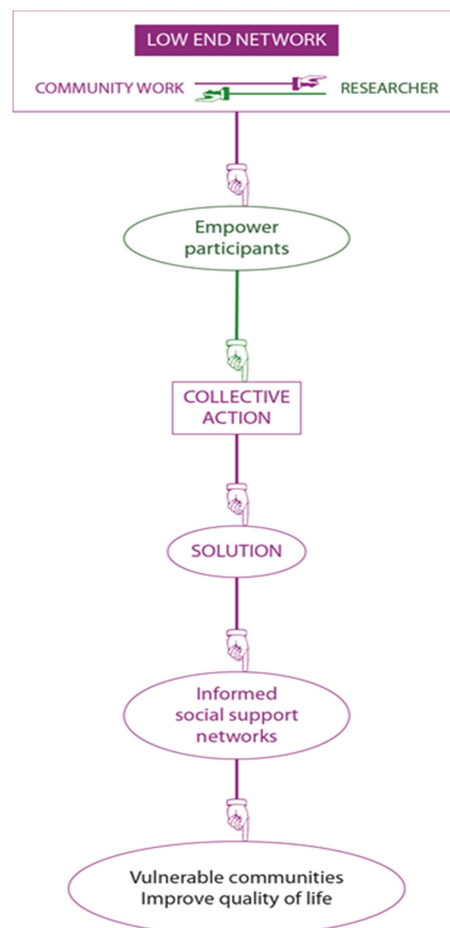 LOW END NETWORK
COMMUNITY WORK RESEARCHER
Empower
participants
COLLECTIVE
ACTION
SOLUTION
Informed
social support
networks
Vulnerable communities
Improve quality of life